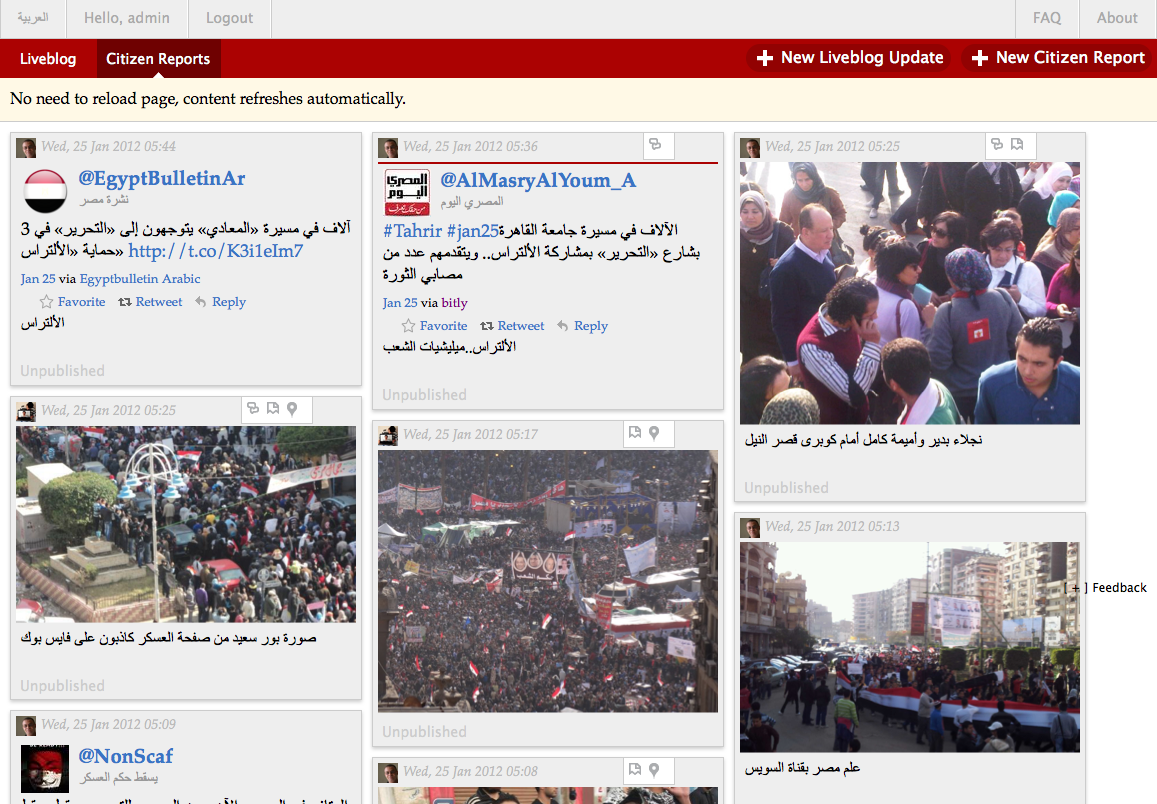 العربية
Hello, admin
Logout
FAQ
About
Liveblog
Citizen Reports
+ New Liveblog Update
+ New Citizen Report
No need to reload page, content refreshes automatically.
Wed, 25 Jan 2012 05:44
@EgyptBulletinAr
نشرة مصر
آلاف في مسيرة «المعادي» يتوجهون إلى «التحرير» في 3
حماية «الألتراس» http://t.co/K3i1eIm7
Jan 25 via Egyptbulletin Arabic
Favorite Retweet Reply
الألتراس
Unpublished
Wed, 25 Jan 2012 05:25
صورة بور سعيد من صفحة العسكر كاذبون على فايس بوك
Unpublished
Wed, 25 Jan 2012 05:09
@NonScaf
يسقط حكم العسكر
Wed, 25 Jan 2012 05:36
المصري اليوم
@AlMasryAlYoum_A
المصري اليوم
#Tahrir #jan25الآلاف في مسيرة جامعة القاهرة
بشارع «التحرير» بمشاركة الألتراس.. ويتقدمهم عدد من
مصابي الثورة
Jan 25 via bitly
Favorite Retweet Reply
الألتراس..ميليشيات الشعب
Unpublished
Wed, 25 Jan 2012 05:17
25
Unpublished
Wed, 25 Jan 2012 05:08
Wed, 25 Jan 2012 05:25
نجلاء بدير وأميمة كامل أمام كوبرى قصر النيل
Unpublished
Wed, 25 Jan 2012 05:13
[ + ] Feedback
علم مصر بقناة السويس